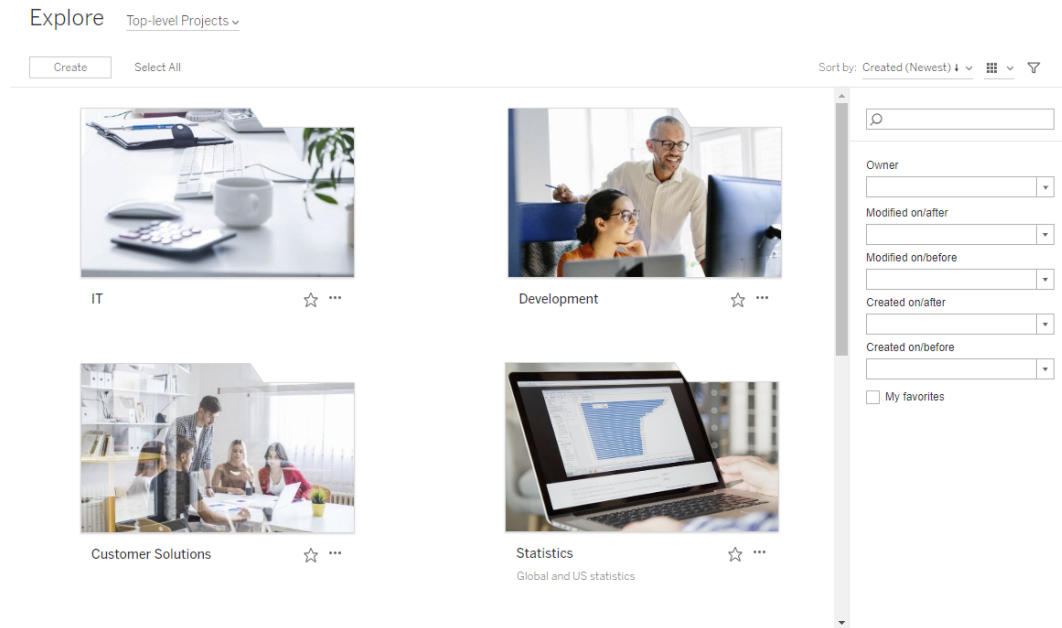 Explore Top-level Projects
Create Select All Sort by: Created (Newest)
Owner
Modified on/after
Modified on/before
Created on/after
Created on/before
My favorites
IT
Development
Customer Solutions
Statistics
Global and US statistics